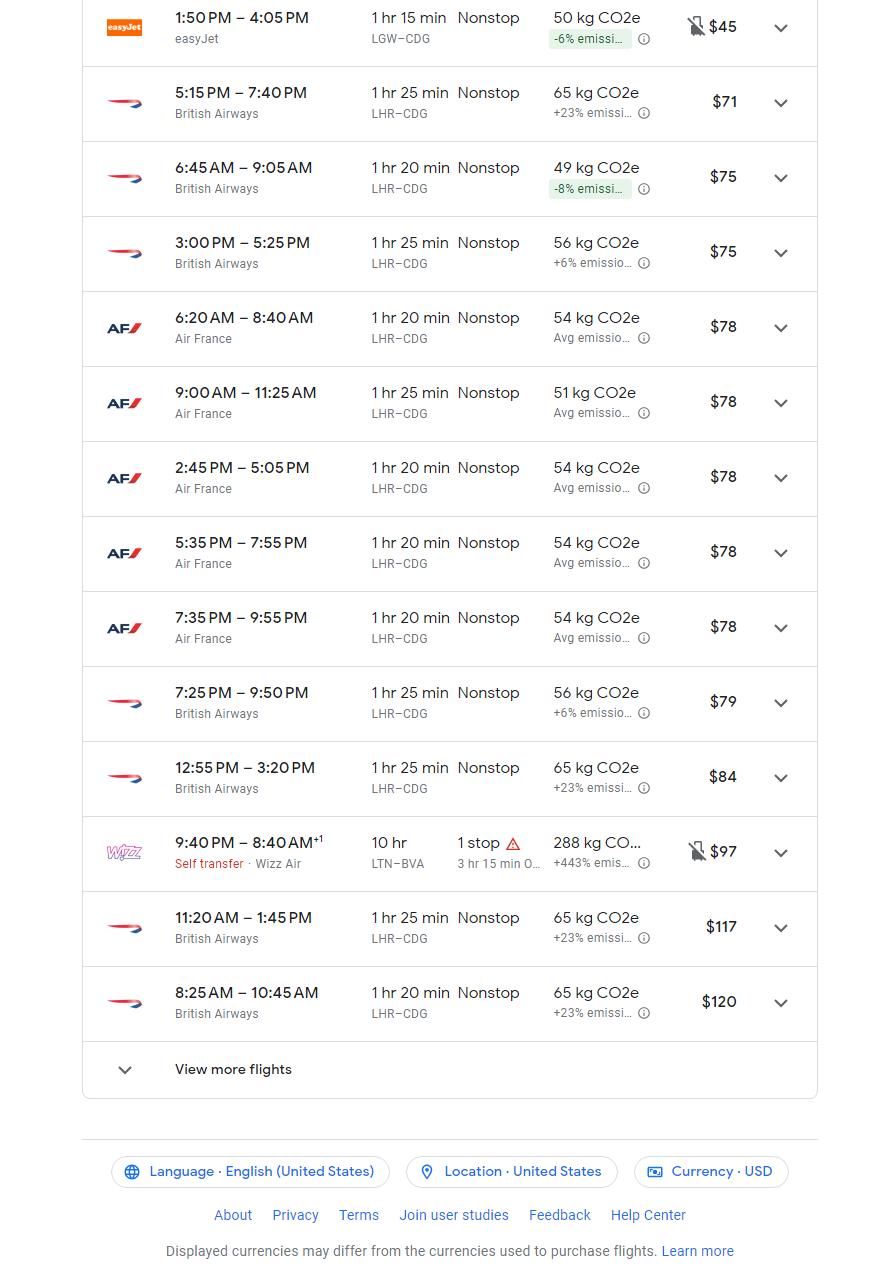 easyJet
1:50 PM – 4:05 PM
easyJet
1 hr 15 min
LGW–CDG
Nonstop
50 kg CO2e
-6% emissi...
$45
5:15 PM – 7:40 PM
British Airways
1 hr 25 min
LHR–CDG
Nonstop
65 kg CO2e
+23% emissi...
$71
6:45 AM – 9:05 AM
British Airways
1 hr 20 min
LHR–CDG
Nonstop
49 kg CO2e
-8% emissi...
$75
3:00 PM – 5:25 PM
British Airways
1 hr 25 min
LHR–CDG
Nonstop
56 kg CO2e
+6% emissio...
$75
AF
6:20 AM – 8:40 AM
Air France
1 hr 20 min
LHR–CDG
Nonstop
54 kg CO2e
Avg emissio...
$78
AF
9:00 AM – 11:25 AM
Air France
1 hr 25 min
LHR–CDG
Nonstop
51 kg CO2e
Avg emissio...
$78
AF
2:45 PM – 5:05 PM
Air France
1 hr 20 min
LHR–CDG
Nonstop
54 kg CO2e
Avg emissio...
$78
AF
5:35 PM – 7:55 PM
Air France
1 hr 20 min
LHR–CDG
Nonstop
54 kg CO2e
Avg emissio...
$78
AF
7:35 PM – 9:55 PM
Air France
1 hr 20 min
LHR–CDG
Nonstop
54 kg CO2e
Avg emissio...
$78
7:25 PM – 9:50 PM
British Airways
1 hr 25 min
LHR–CDG
Nonstop
56 kg CO2e
+6% emissio...
$79
12:55 PM – 3:20 PM
British Airways
1 hr 25 min
LHR–CDG
Nonstop
65 kg CO2e
+23% emissi...
$84
Wizz
9:40 PM – 8:40 AM+1
Self transfer · Wizz Air
10 hr
LTN–BVA
1 stop
3 hr 15 min O...
288 kg CO...
+443% emis...
$97
11:20 AM – 1:45 PM
British Airways
1 hr 25 min
LHR–CDG
Nonstop
65 kg CO2e
+23% emissi...
$117
8:25 AM – 10:45 AM
British Airways
1 hr 20 min
LHR–CDG
Nonstop
65 kg CO2e
+23% emissi...
$120
View more flights
Language · English (United States)
Location · United States
Currency · USD
About Privacy Terms Join user studies Feedback Help Center
Displayed currencies may differ from the currencies used to purchase flights. Learn more